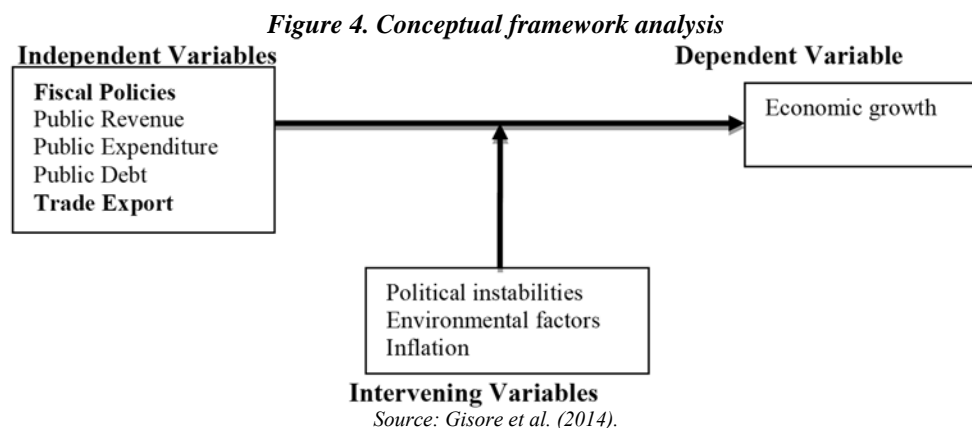 Figure 4. Conceptual framework analysis
Independent Variables
Dependent Variable
Fiscal Policies
Public Revenue
Public Expenditure
Public Debt
Trade Export
Economic growth
Political instabilities
Environmental factors
Inflation
Intervening Variables
Source: Gisore et al. (2014).